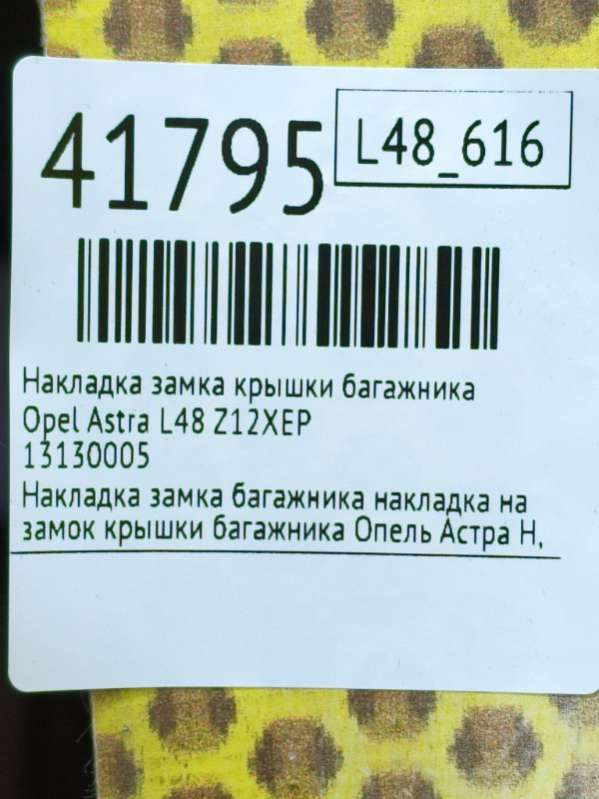 41795
L48_616
Накладка замка крышки багажника
Opel Astra L48 Z12XEP
13130005
Накладка замка багажника накладка на
замок крышки багажника Опель Астра Н,